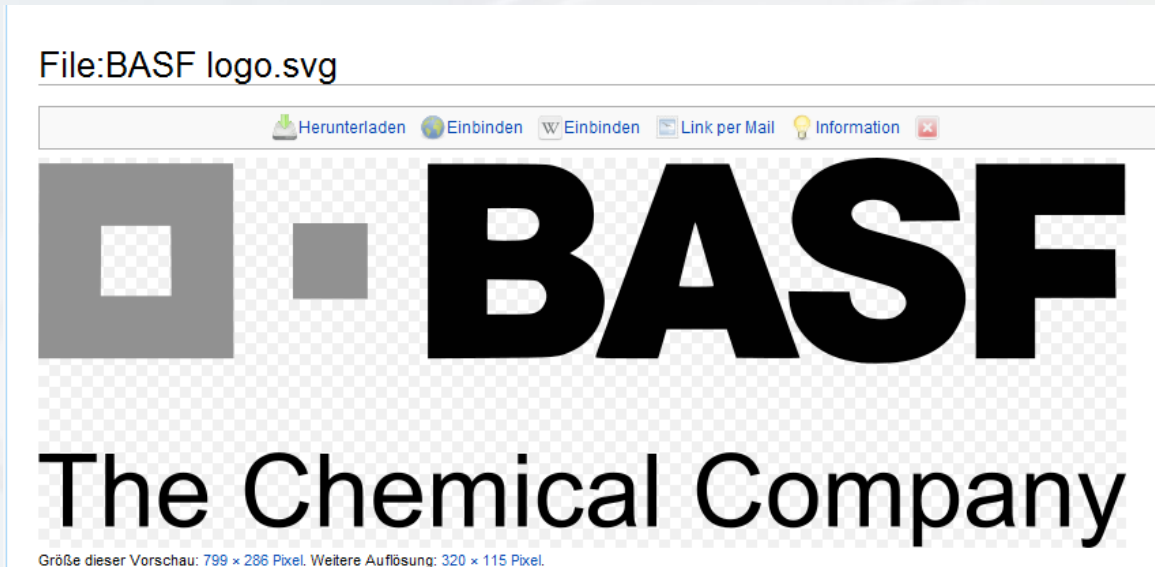 File:BASF logo.svg
Herunterladen Einbinden W Einbinden Link per Mail Information
BASF
The Chemical Company
Größe dieser Vorschau: 799 × 286 Pixel. Weitere Auflösung: 320 × 115 Pixel.